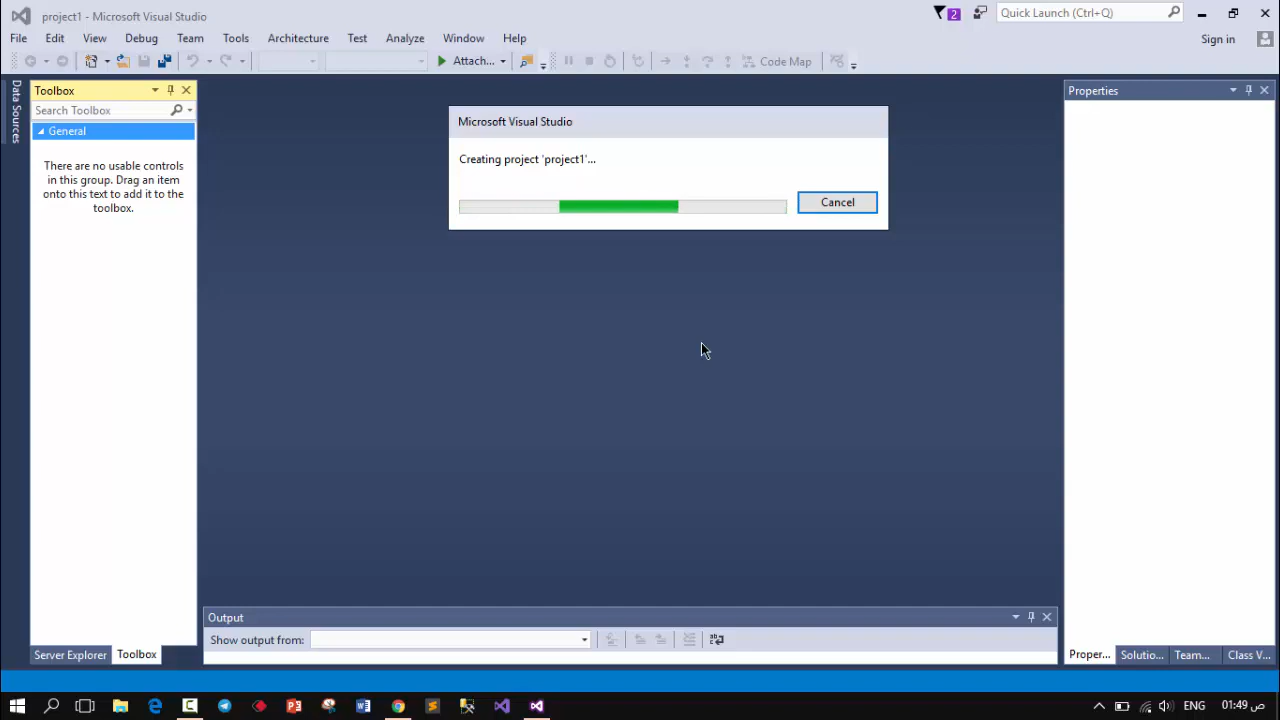 project1 - Microsoft Visual Studio
2
Quick Launch (Ctrl+Q)
File Edit View Debug Team Tools Architecture Test Analyze Window Help
Sign in
Attach...
Code Map
Data Sources
Toolbox
Search Toolbox
General
There are no usable controls
in this group. Drag an item
onto this text to add it to the
toolbox.
Microsoft Visual Studio
Creating project 'project1'...
Cancel
Properties
Output
Show output from:
Server Explorer
Toolbox
Proper...
Solutio...
Team...
Class V...
ENG
01:49 ص